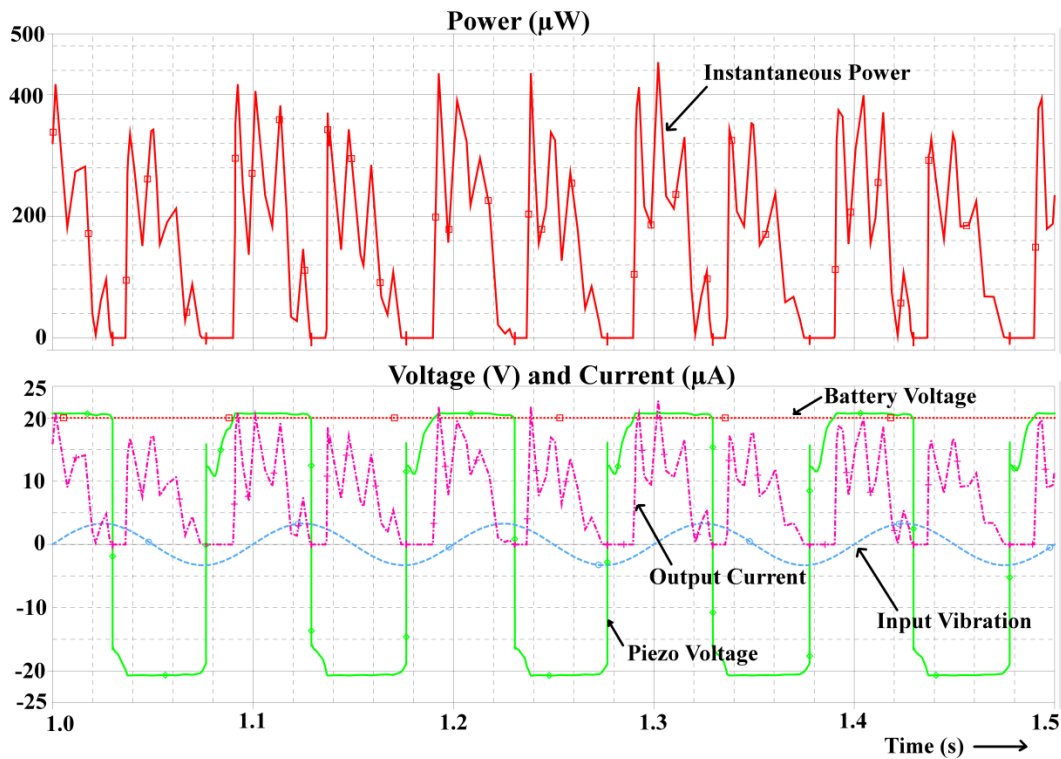 Power (µW)
500
Instantaneous Power
400
200
0
Voltage (V) and Current (µA)
25
Battery Voltage
20
10
0
Output Current
Input Vibration
-10
Piezo Voltage
-20
-25
1.0
1.1
1.2
1.3
1.4
1.5
Time (s)